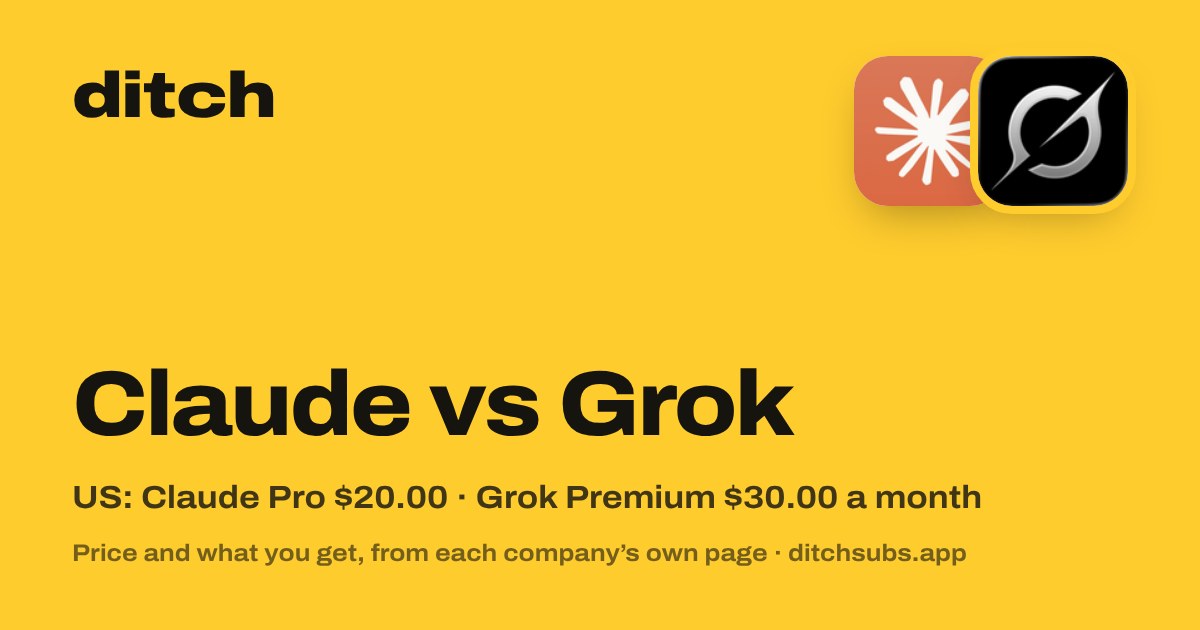 ditch
Claude vs Grok
US: Claude Pro $20.00 · Grok Premium $30.00 a month
Price and what you get, from each company’s own page · ditchsubs.app